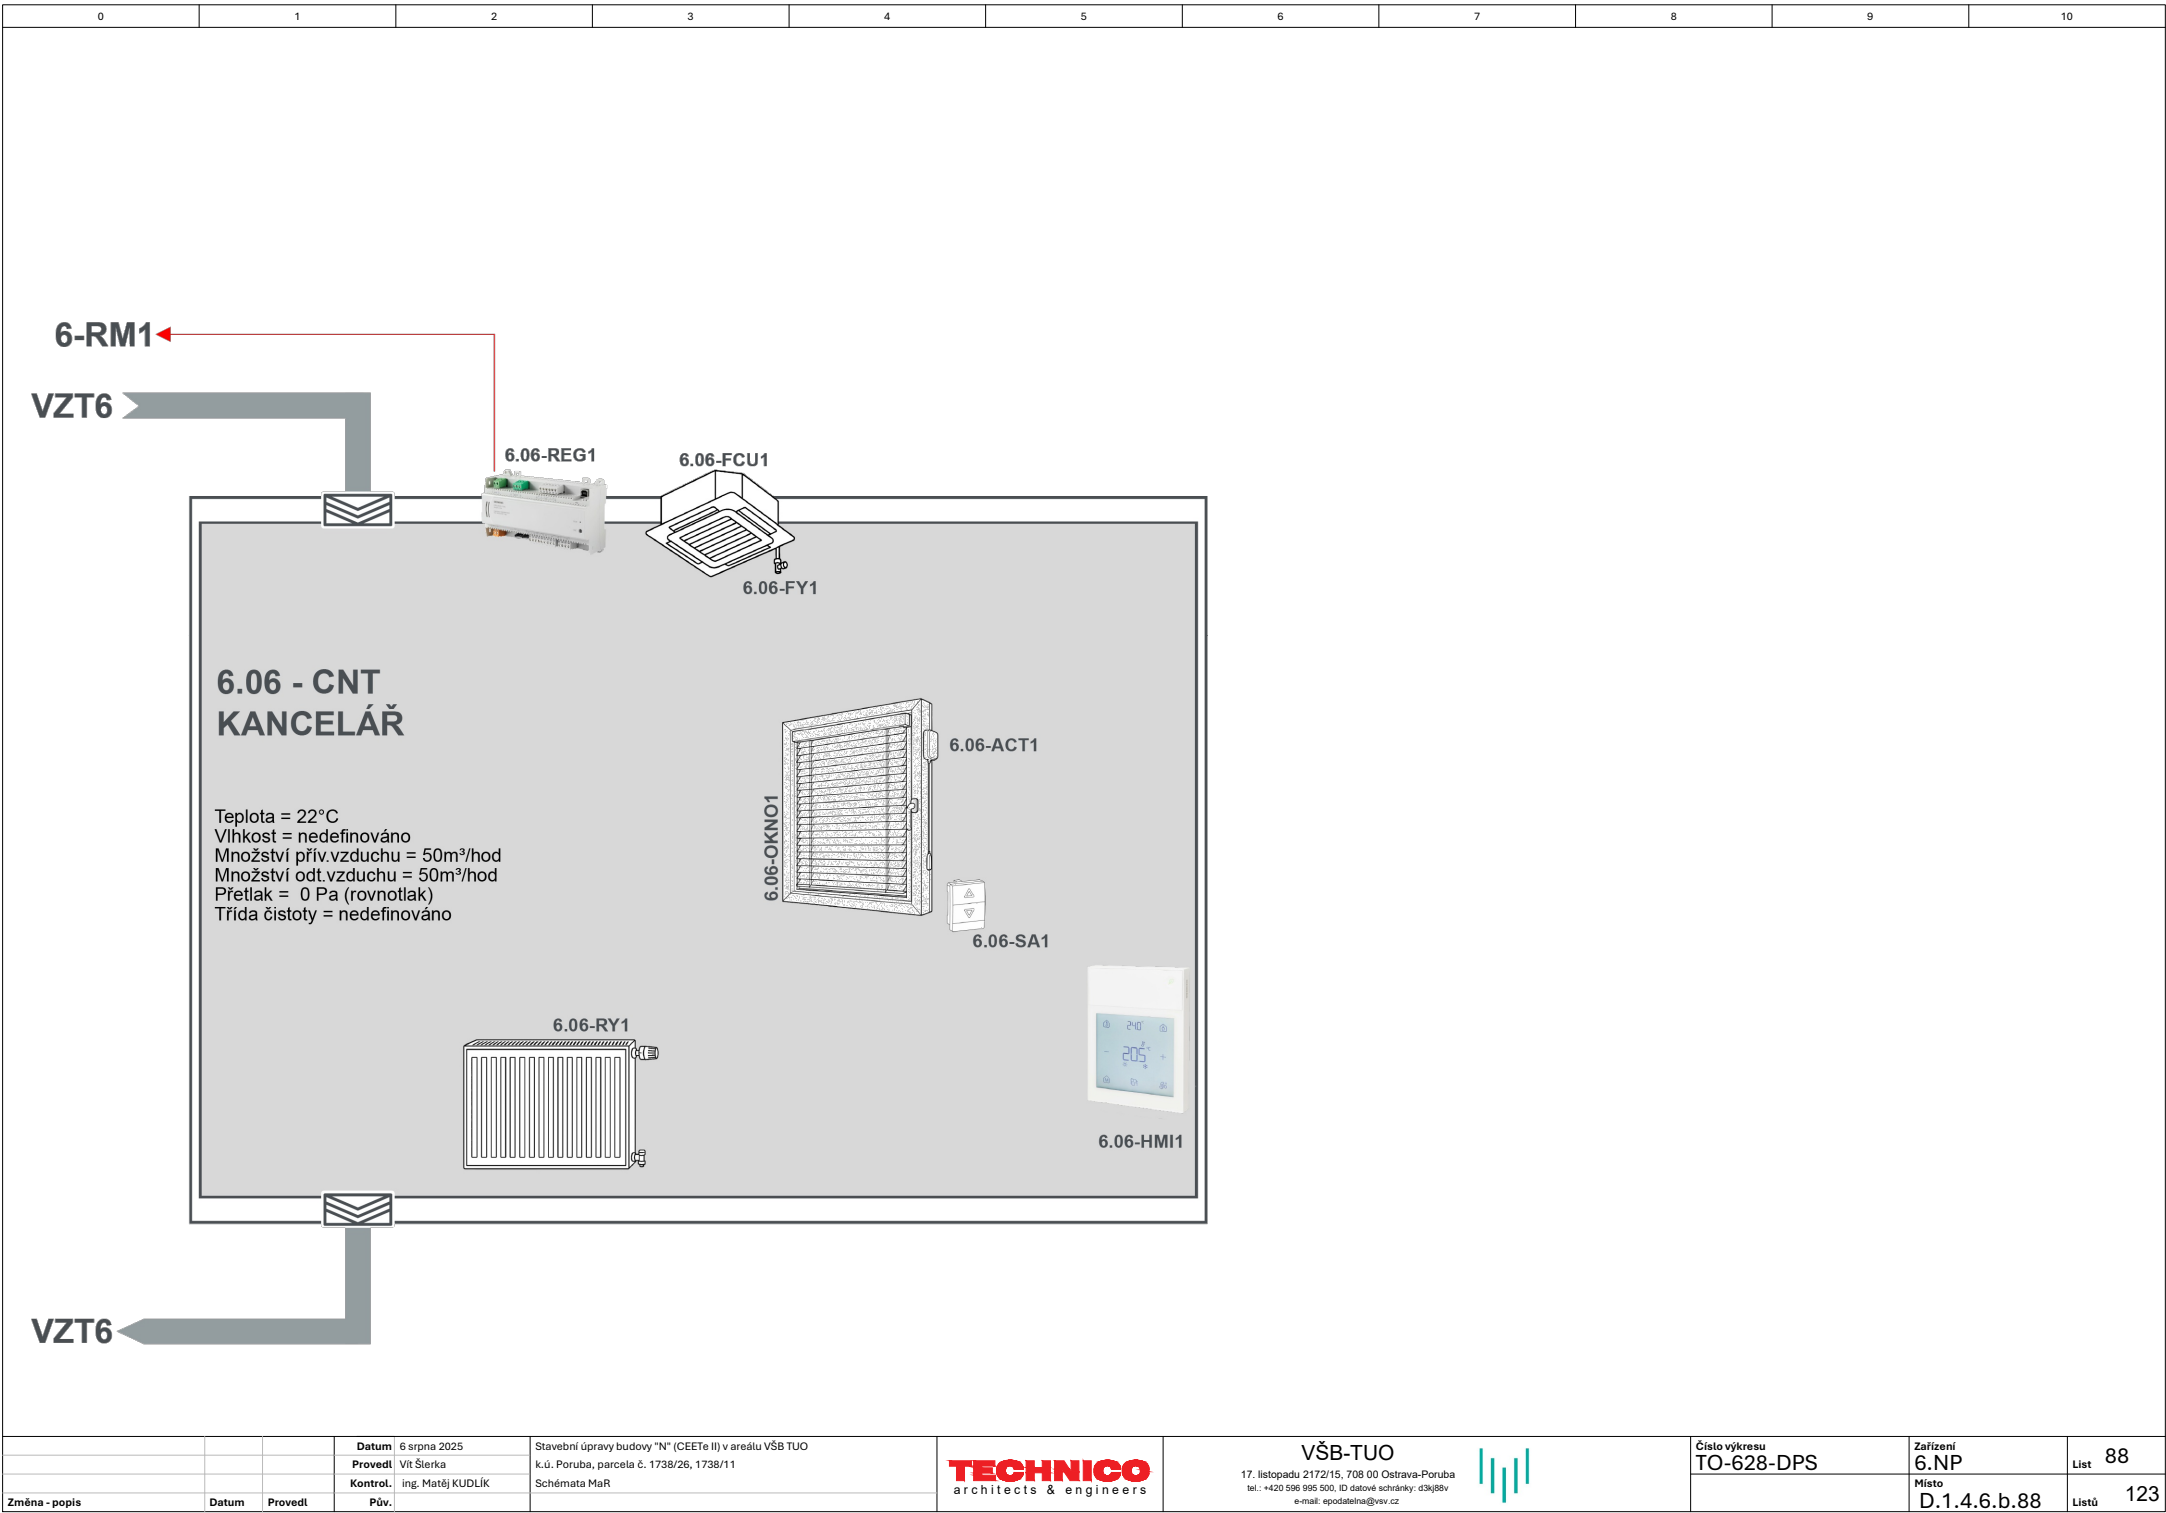 0 1 2 3 4 5 6 7 8 9 10
6-RM1
VZT6
6.06-REG1
6.06-FCU1
6.06-FY1
6.06 - CNT
KANCELÁŘ
6.06-ACT1
6.06-OKNO1
Teplota = 22°C
Vlhkost = nedefinováno
Množství přív.vzduchu = 50m³/hod
Množství odt.vzduchu = 50m³/hod
Přetlak =  0 Pa (rovnotlak)
Třída čistoty = nedefinováno
6.06-SA1
6.06-RY1
6.06-HMI1
VZT6
Datum 6 srpna 2025
Provedl Vít Šlerka
Kontrol. ing. Matěj KUDLÍK
Změna - popis Datum Provedl Pův.
Stavební úpravy budovy "N" (CEETe II) v areálu VŠB TUO
k.ú. Poruba, parcela č. 1738/26, 1738/11
Schémata MaR
TECHNICO
architects & engineers
VŠB-TUO
17. listopadu 2172/15, 708 00 Ostrava-Poruba
tel.: +420 596 995 500, ID datové schránky: d3kj88v
e-mail: epodatelna@vsv.cz
Číslo výkresu
TO-628-DPS
Zařízení
6.NP
Místo
D.1.4.6.b.88
List 88
Listů 123